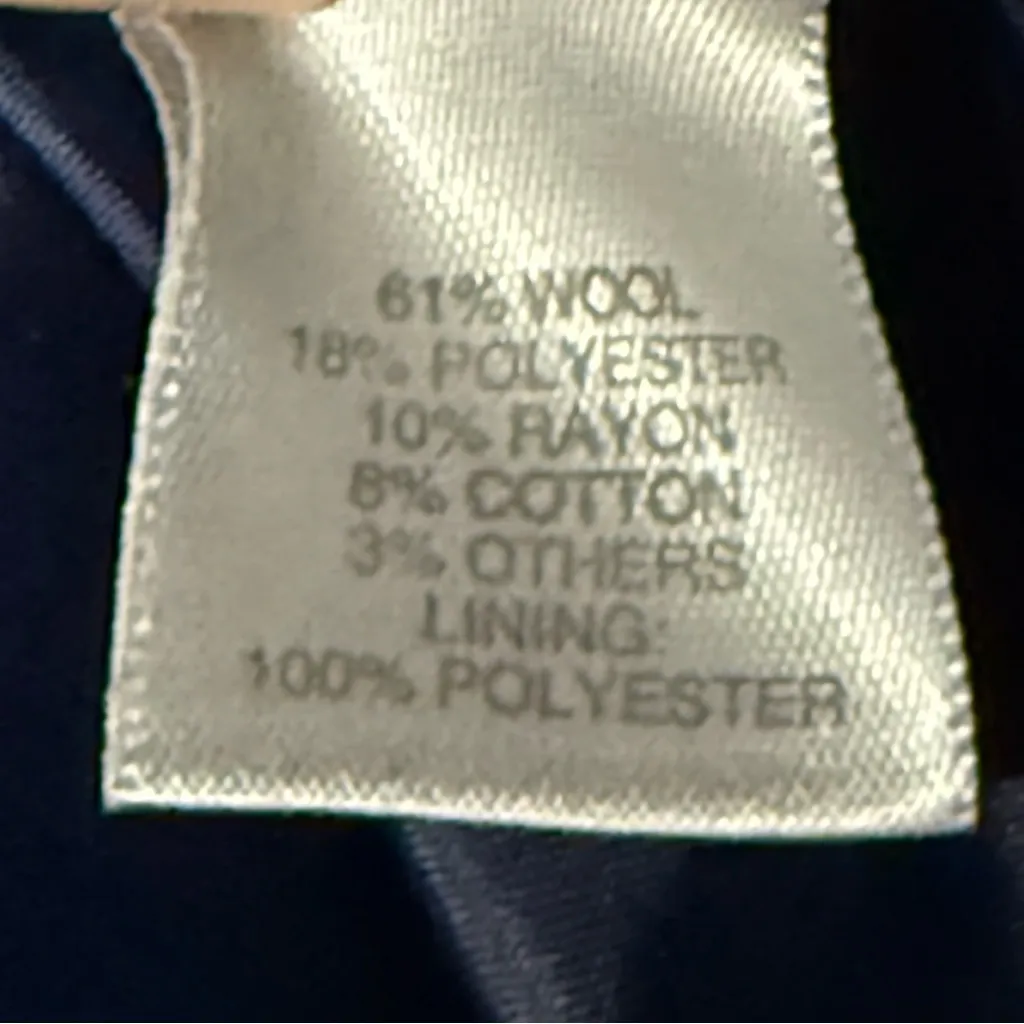 61% WOOL
18% POLYESTER
10% RAYON
8% COTTON
3% OTHERS
LINING:
100% POLYESTER